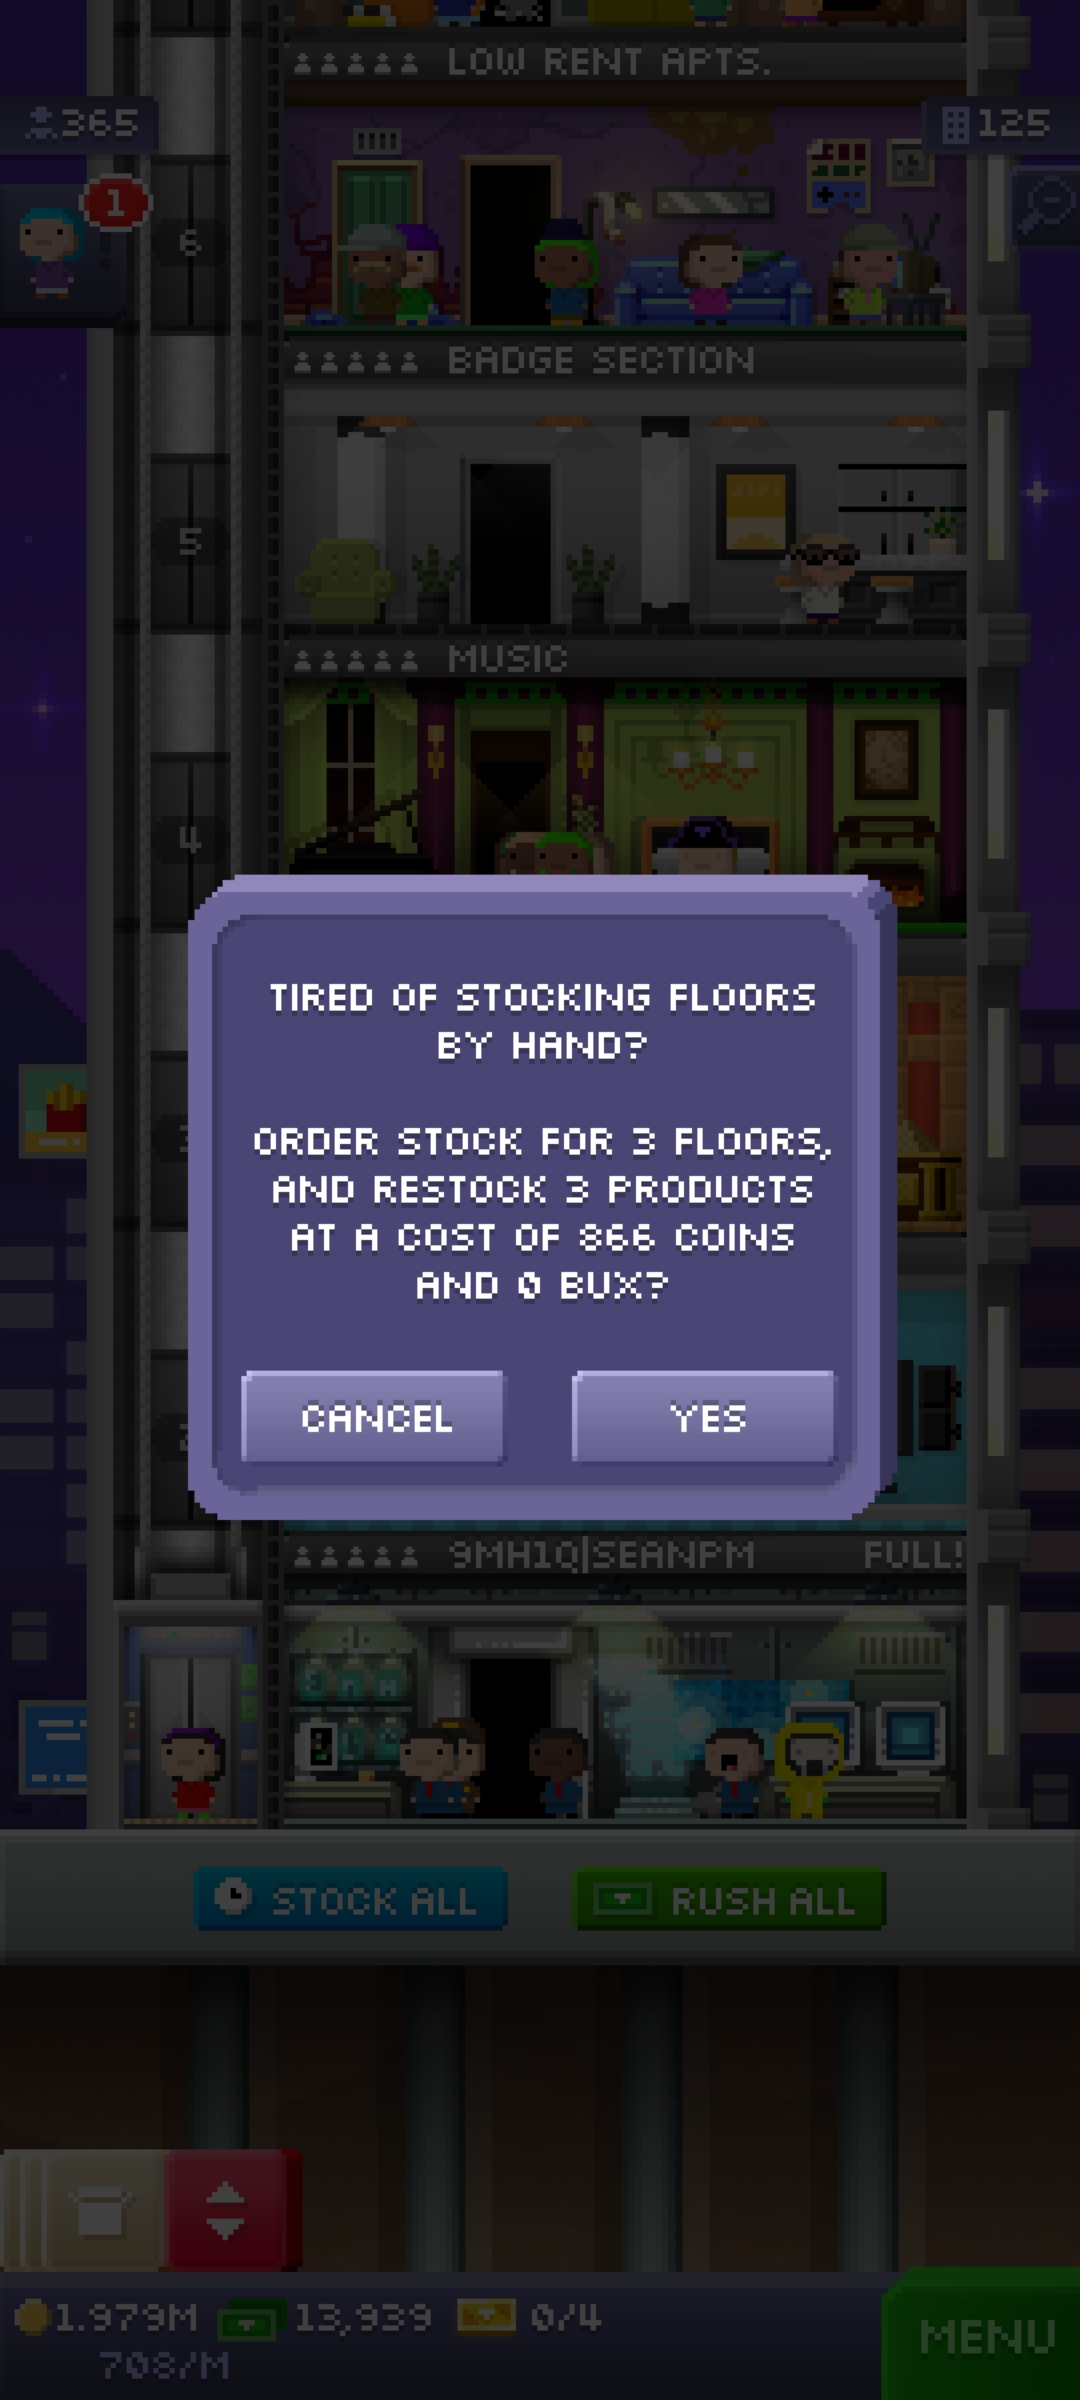 LOW RENT APTS.
365
125
1
6
BADGE SECTION
5
MUSIC
4
TIRED OF STOCKING FLOORS
BY HAND?
ORDER STOCK FOR 3 FLOORS,
AND RESTOCK 3 PRODUCTS
AT A COST OF 866 COINS
AND 0 BUX?
CANCEL
YES
9MH1Q|SEANPM
FULL!
STOCK ALL
RUSH ALL
1.979M
13,939
0/4
MENU
708/M